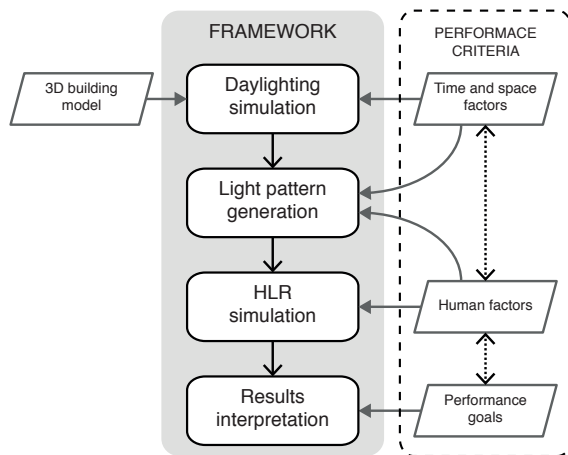 FRAMEWORK
PERFORMACE
CRITERIA
3D building
model
Daylighting
simulation
Time and space
factors
Light pattern
generation
HLR
simulation
Human factors
Results
interpretation
Performance
goals